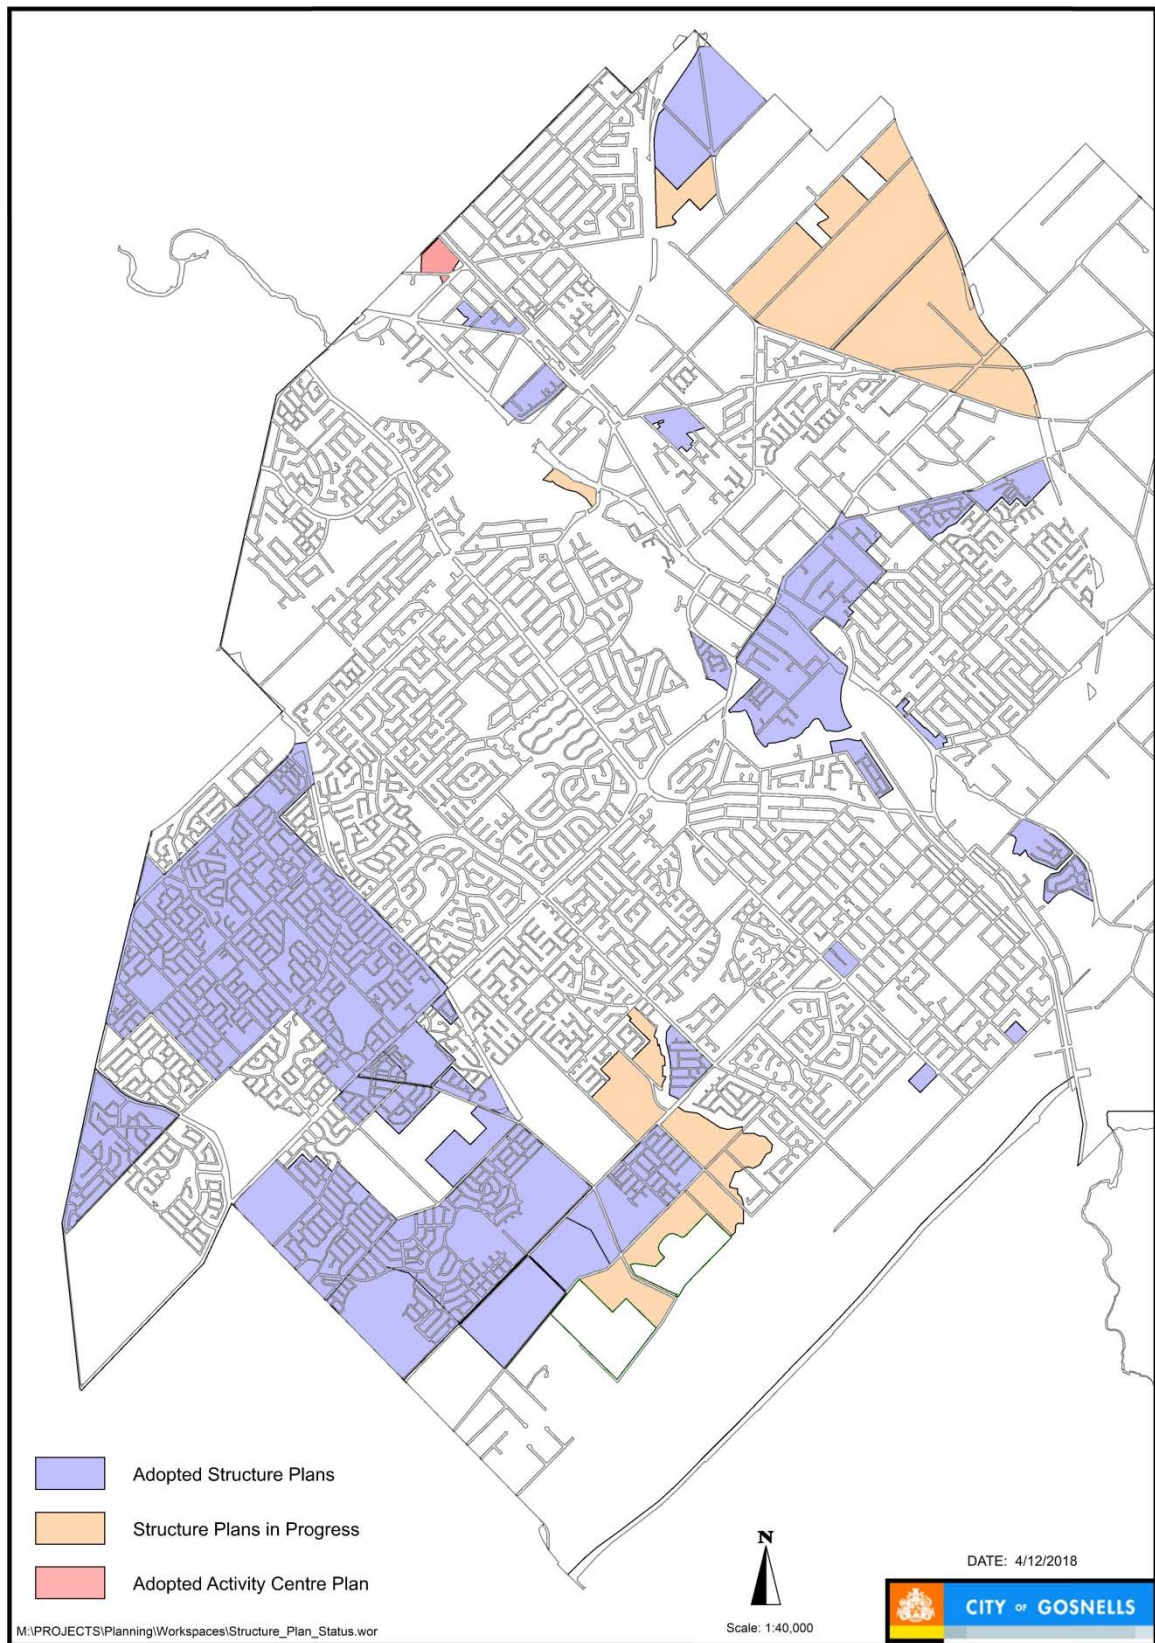 Adopted Structure Plans
Structure Plans in Progress
Adopted Activity Centre Plan
M:\PROJECTS\Planning\Workspaces\Structure_Plan_Status.wor
N
Scale: 1:40,000
DATE: 4/12/2018
CITY OF GOSNELLS